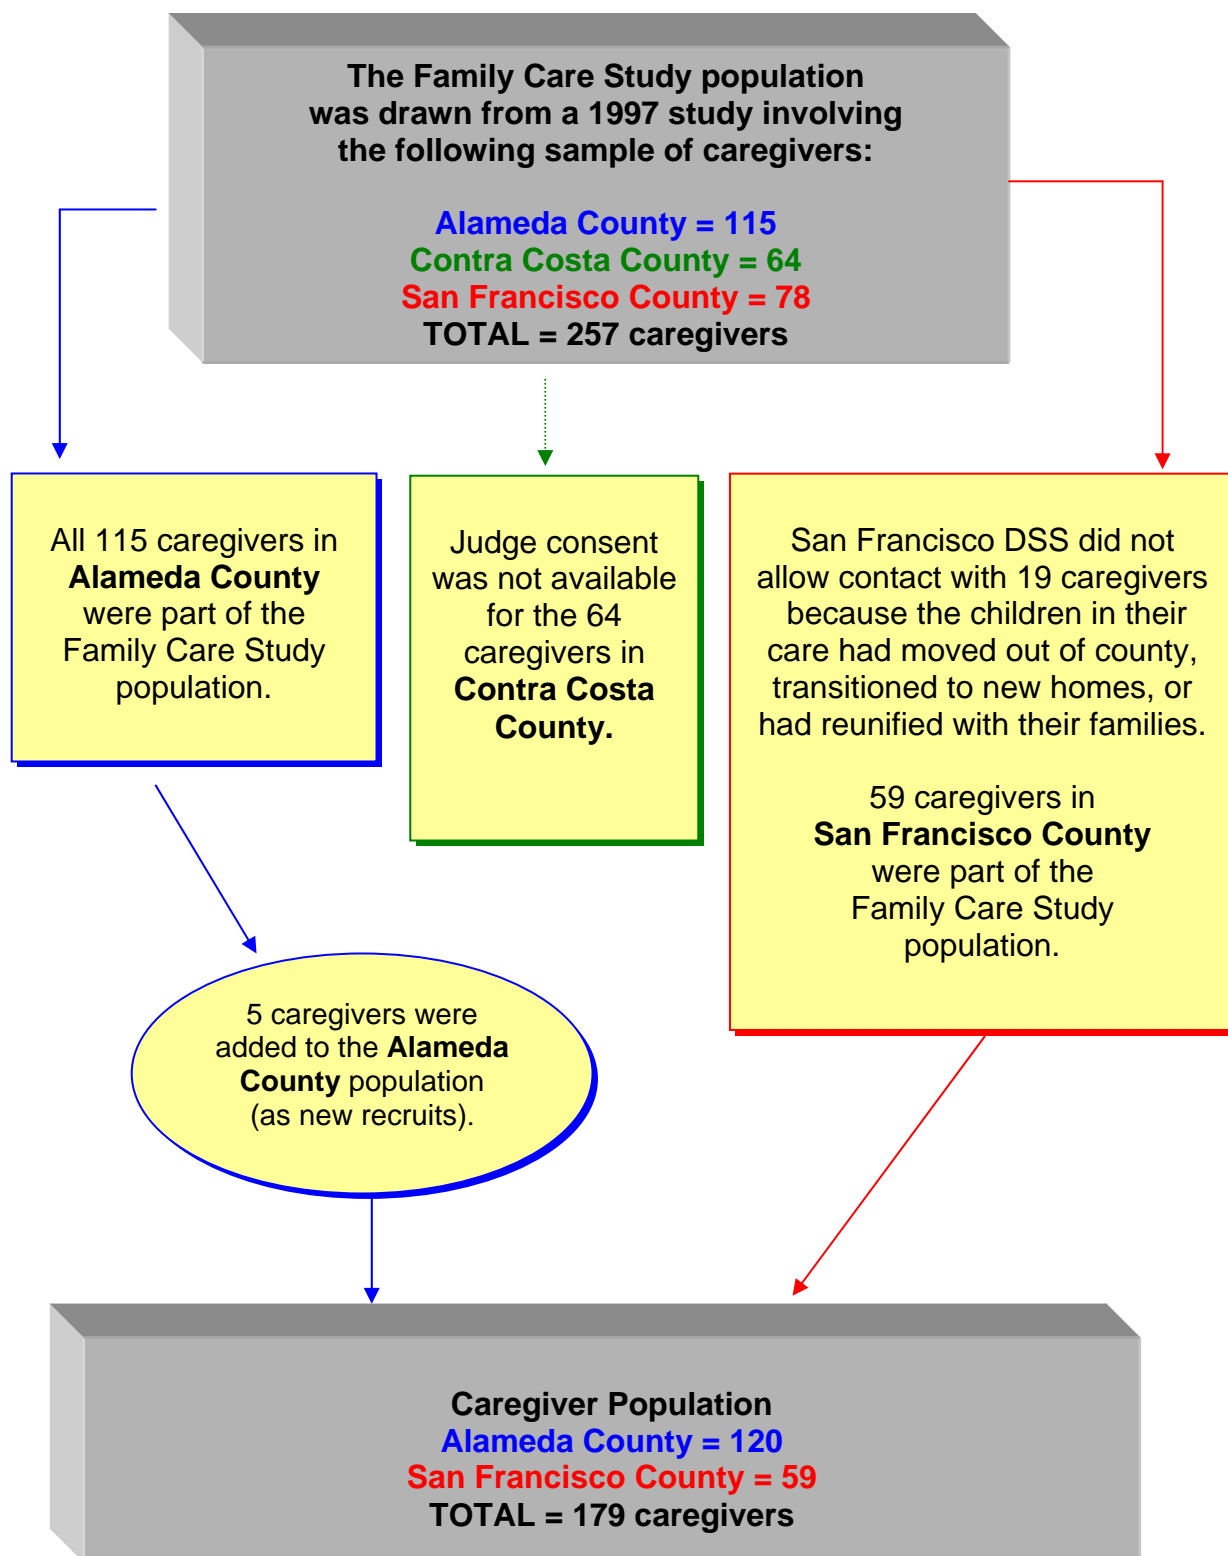 The Family Care Study population
was drawn from a 1997 study involving
the following sample of caregivers:
Alameda County = 115
Contra Costa County = 64
San Francisco County = 78
TOTAL = 257 caregivers
All 115 caregivers in
Alameda County
were part of the
Family Care Study
population.
Judge consent
was not available
for the 64
caregivers in
Contra Costa
County.
San Francisco DSS did not
allow contact with 19 caregivers
because the children in their
care had moved out of county,
transitioned to new homes, or
had reunified with their families.
59 caregivers in
San Francisco County
were part of the
Family Care Study
population.
5 caregivers were
added to the Alameda
County population
(as new recruits).
Caregiver Population
Alameda County = 120
San Francisco County = 59
TOTAL = 179 caregivers